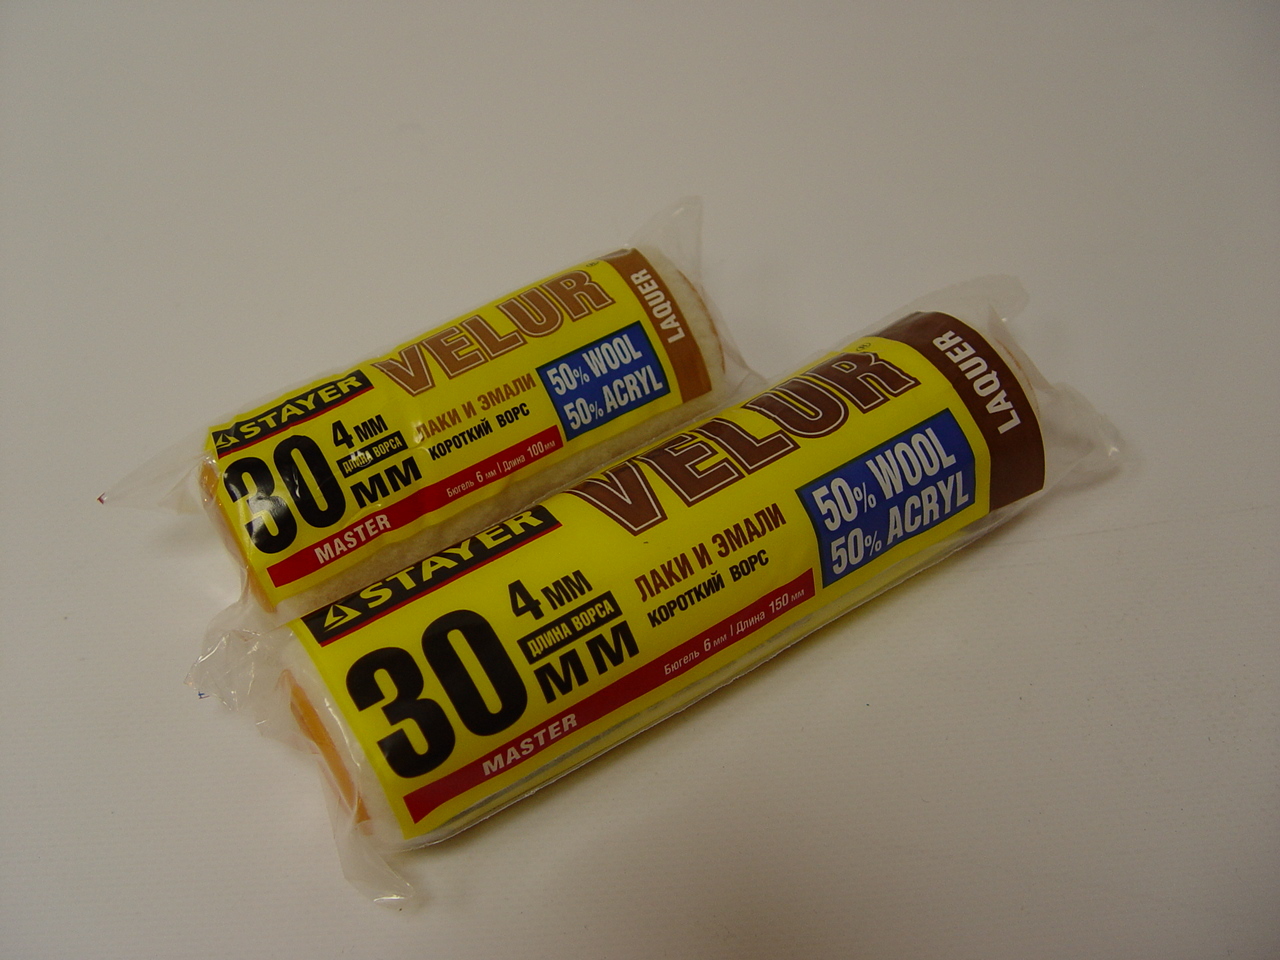 STAYER
VELUR®
LAQUER
30 мм
4 мм
ДЛИНА ВОРСА
ЛАКИ И ЭМАЛИ
КОРОТКИЙ ВОРС
50% WOOL
50% ACRYL
MASTER
Бюгель 6 мм | Длина 100 мм
STAYER
VELUR®
LAQUER
30 мм
4 мм
ДЛИНА ВОРСА
ЛАКИ И ЭМАЛИ
КОРОТКИЙ ВОРС
50% WOOL
50% ACRYL
MASTER
Бюгель 6 мм | Длина 150 мм